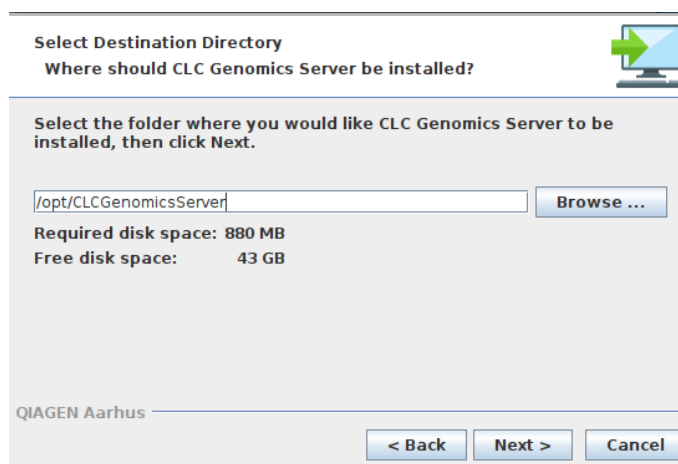 Select Destination Directory
Where should CLC Genomics Server be installed?
Select the folder where you would like CLC Genomics Server to be
installed, then click Next.
/opt/CLCGenomicsServer
Browse ...
Required disk space: 880 MB
Free disk space: 43 GB
QIAGEN Aarhus
< Back
Next >
Cancel